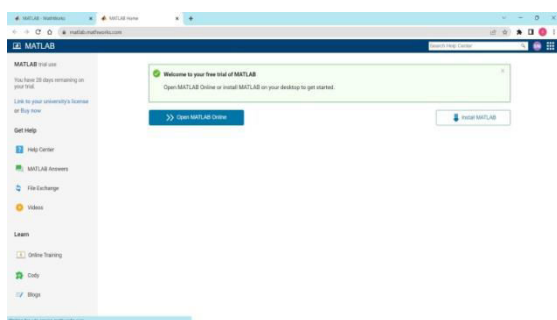 MATLAB - MathWorks
MATLAB Home
matlab.mathworks.com
MATLAB
Search Help Center
MATLAB trial use
You have 28 days remaining on
your trial.
Link to your university's license
or Buy now
Get Help
Help Center
MATLAB Answers
File Exchange
Videos
Learn
Online Training
Cody
Blogs
Welcome to your free trial of MATLAB
Open MATLAB Online or install MATLAB on your desktop to get started.
Open MATLAB Online
Install MATLAB